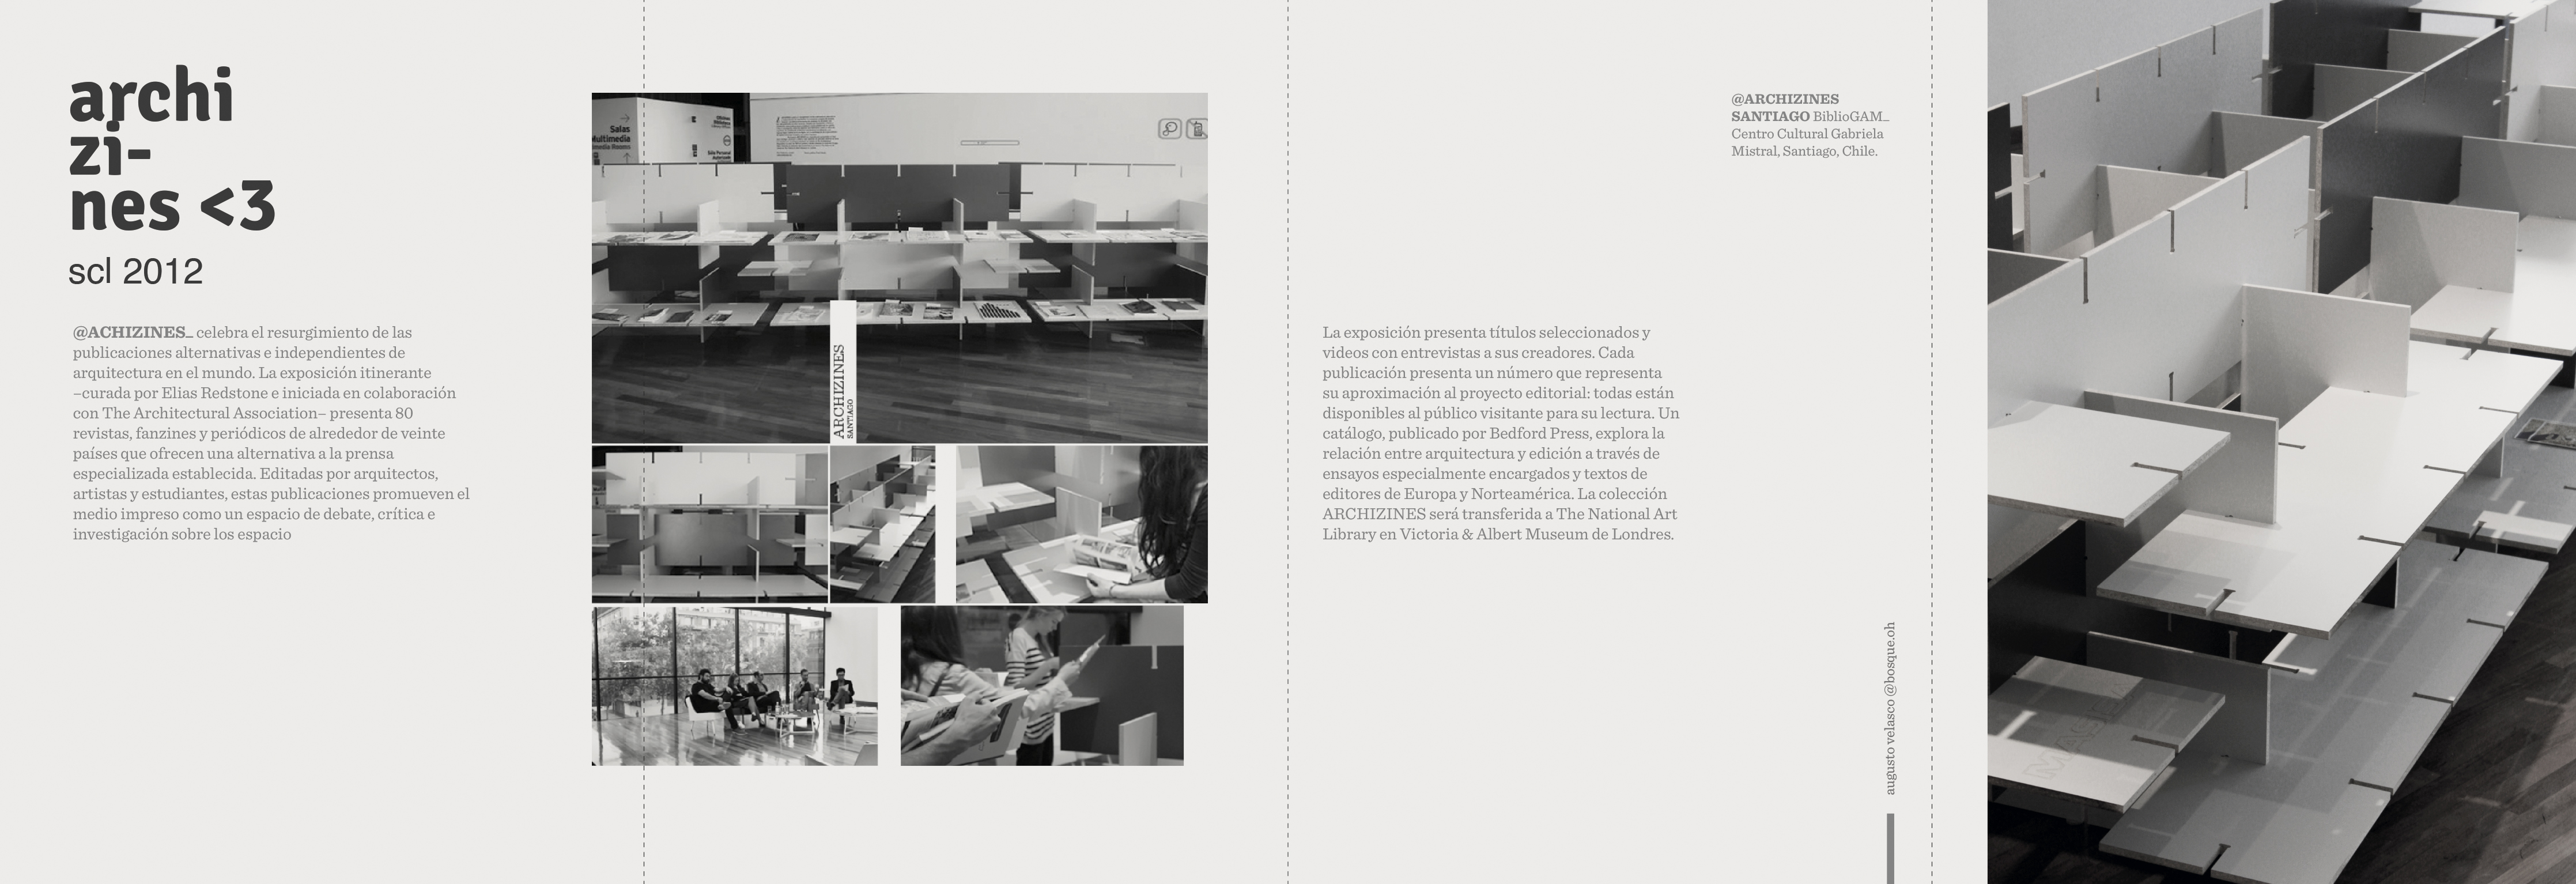 archi
zi-
nes <3
scl 2012
@ACHIZINES_ celebra el resurgimiento de las
publicaciones alternativas e independientes de
arquitectura en el mundo. La exposición itinerante
–curada por Elias Redstone e iniciada en colaboración
con The Architectural Association– presenta 80
revistas, fanzines y periódicos de alrededor de veinte
países que ofrecen una alternativa a la prensa
especializada establecida. Editadas por arquitectos,
artistas y estudiantes, estas publicaciones promueven el
medio impreso como un espacio de debate, crítica e
investigación sobre los espacio
Salas
Multimedia
media Rooms
ARCHIZINES
SANTIAGO
La exposición presenta títulos seleccionados y
videos con entrevistas a sus creadores. Cada
publicación presenta un número que representa
su aproximación al proyecto editorial: todas están
disponibles al público visitante para su lectura. Un
catálogo, publicado por Bedford Press, explora la
relación entre arquitectura y edición a través de
ensayos especialmente encargados y textos de
editores de Europa y Norteamérica. La colección
ARCHIZINES será transferida a The National Art
Library en Victoria & Albert Museum de Londres.
@ARCHIZINES
SANTIAGO BiblioGAM_
Centro Cultural Gabriela
Mistral, Santiago, Chile.
augusto velasco @bosque.oh